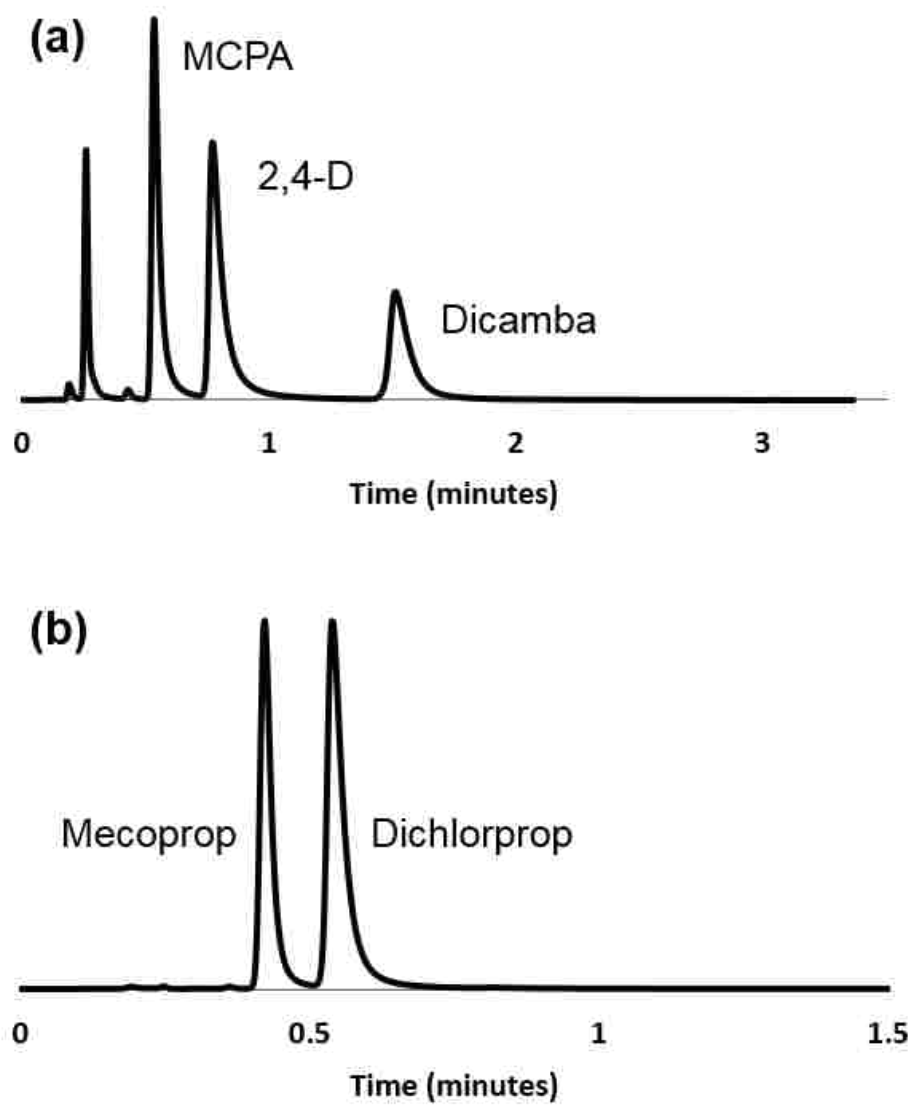 (a)
MCPA
2,4-D
Dicamba
0 1 2 3
Time (minutes)
(b)
Mecoprop Dichlorprop
0 0.5 1 1.5
Time (minutes)